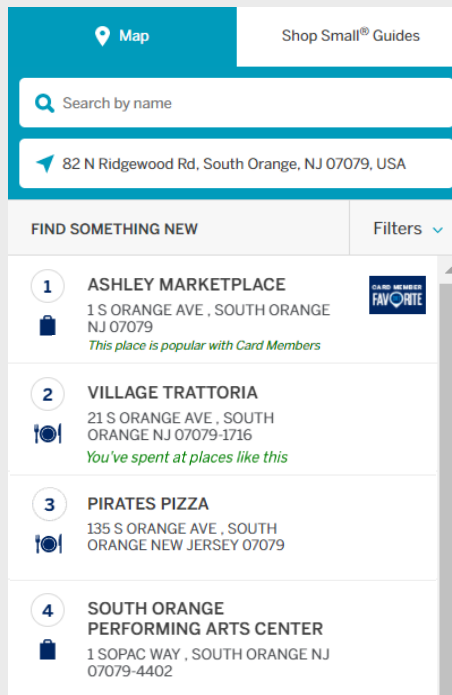 Map
Shop Small® Guides
Search by name
82 N Ridgewood Rd, South Orange, NJ 07079, USA
FIND SOMETHING NEW
Filters
1
ASHLEY MARKETPLACE
CARD MEMBER
FAVORITE
1 S ORANGE AVE , SOUTH ORANGE
NJ 07079
This place is popular with Card Members
2
VILLAGE TRATTORIA
21 S ORANGE AVE , SOUTH
ORANGE NJ 07079-1716
You've spent at places like this
3
PIRATES PIZZA
135 S ORANGE AVE , SOUTH
ORANGE NEW JERSEY 07079
4
SOUTH ORANGE
PERFORMING ARTS CENTER
1 SOPAC WAY , SOUTH ORANGE NJ
07079-4402